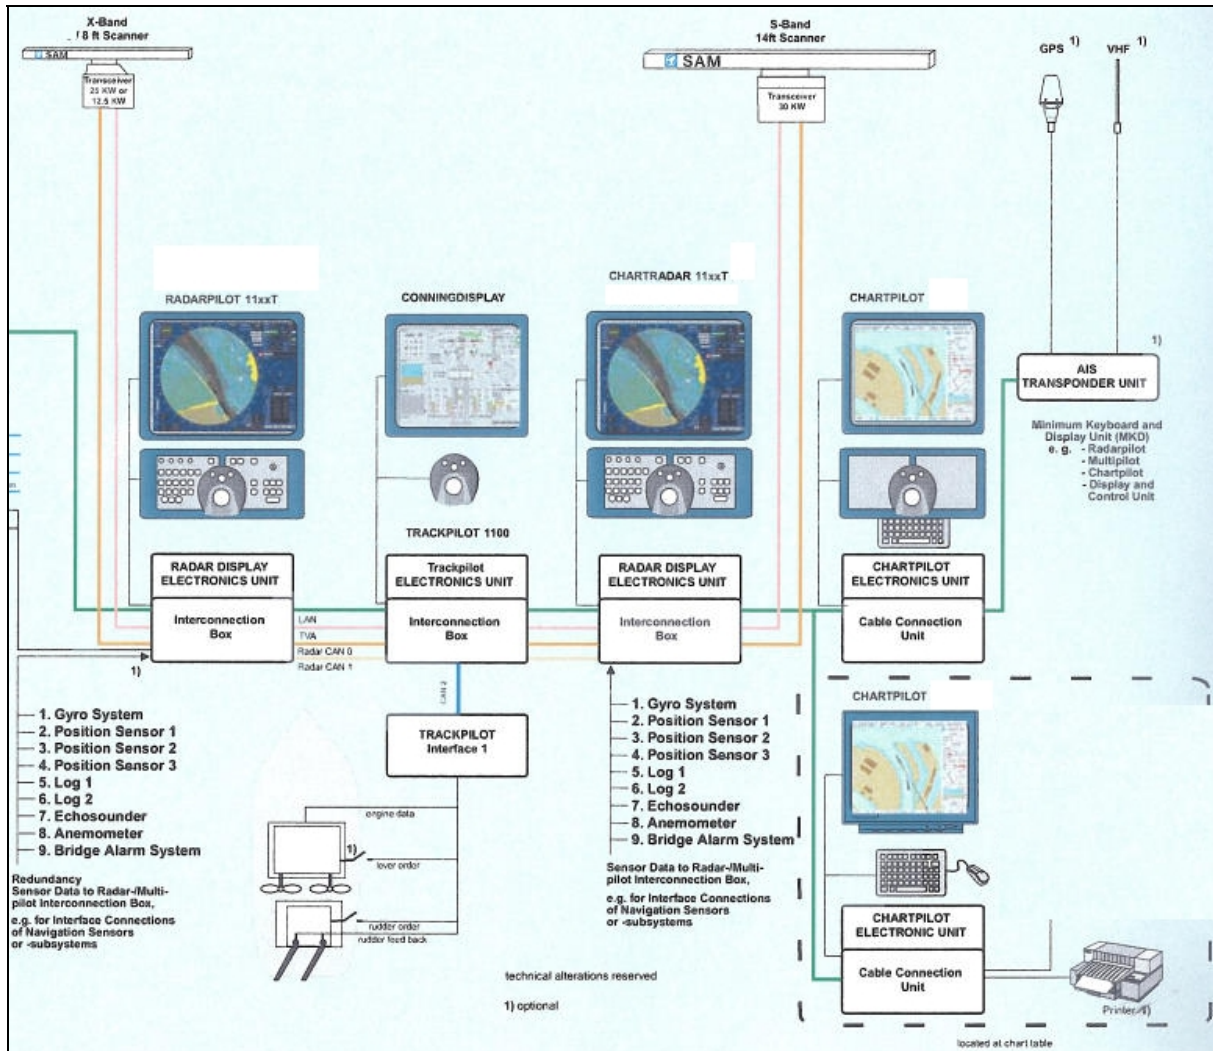 X-Band
8 ft Scanner
SAM
Transceiver
25 KW or
12.5 KW
S-Band
14ft Scanner
SAM
Transceiver
30 KW
GPS 1)
VHF 1)
RADARPILOT 11xxT
CONNINGDISPLAY
CHARTRADAR 11xxT
CHARTPILOT
1)
AIS
TRANSPONDER UNIT
Minimum Keyboard and
Display Unit (MKD)
e. g. - Radarpilot
- Multipilot
- Chartpilot
- Display and
Control Unit
TRACKPILOT 1100
RADAR DISPLAY
ELECTRONICS UNIT
Interconnection
Box
Trackpilot
ELECTRONICS UNIT
Interconnection
Box
RADAR DISPLAY
ELECTRONICS UNIT
Interconnection
Box
CHARTPILOT
ELECTRONICS UNIT
Cable Connection
Unit
LAN
TVA
Radar CAN 0
Radar CAN 1
1)
CAN 2
TRACKPILOT
Interface 1
1. Gyro System
2. Position Sensor 1
3. Position Sensor 2
4. Position Sensor 3
5. Log 1
6. Log 2
7. Echosounder
8. Anemometer
9. Bridge Alarm System
Redundancy
Sensor Data to Radar-/Multi-
pilot Interconnection Box,
e.g. for Interface Connections
of Navigation Sensors
or -subsystems
engine data
1)
lever order
rudder order
rudder feed back
1. Gyro System
2. Position Sensor 1
3. Position Sensor 2
4. Position Sensor 3
5. Log 1
6. Log 2
7. Echosounder
8. Anemometer
9. Bridge Alarm System
Sensor Data to Radar-/Multi-
pilot Interconnection Box,
e.g. for Interface Connections
of Navigation Sensors
or -subsystems
technical alterations reserved
1) optional
CHARTPILOT
CHARTPILOT
ELECTRONIC UNIT
Cable Connection
Unit
Printer 1)
located at chart table